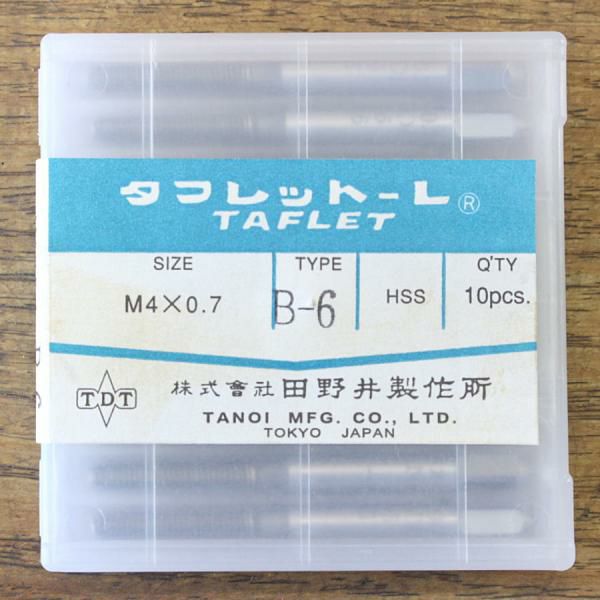 タフレット-L®
TAFLET
SIZE TYPE Q'TY
M4×0.7 B-6 HSS 10pcs.
TDT
株式會社 田野井製作所
TANOI MFG. CO., LTD.
TOKYO JAPAN